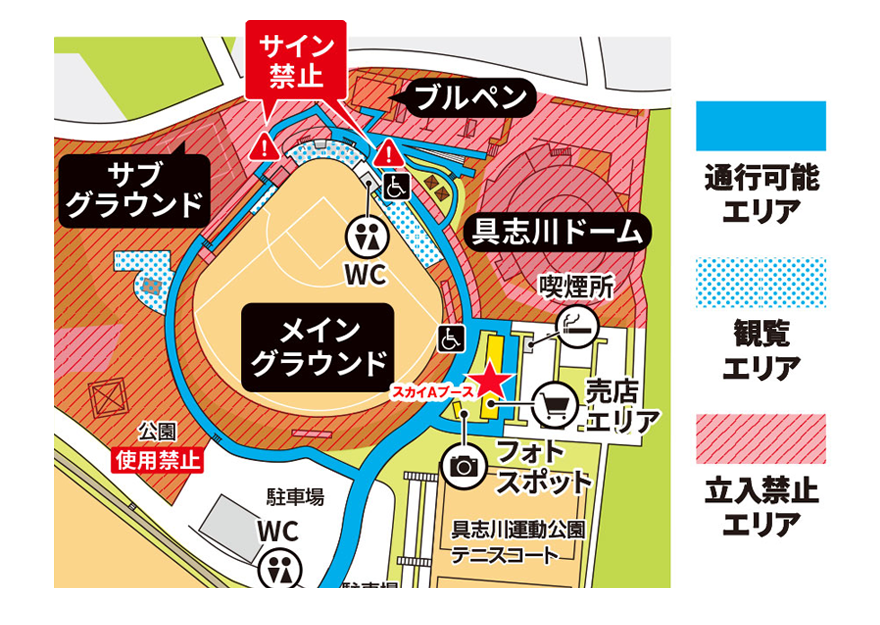 サイン
禁止
ブルペン
サブ
グラウンド
具志川ドーム
WC
喫煙所
メイン
グラウンド
スカイAブース
売店
エリア
公園
使用禁止
フォト
スポット
駐車場
WC
具志川運動公園
テニスコート
駐車場
通行可能
エリア
観覧
エリア
立入禁止
エリア